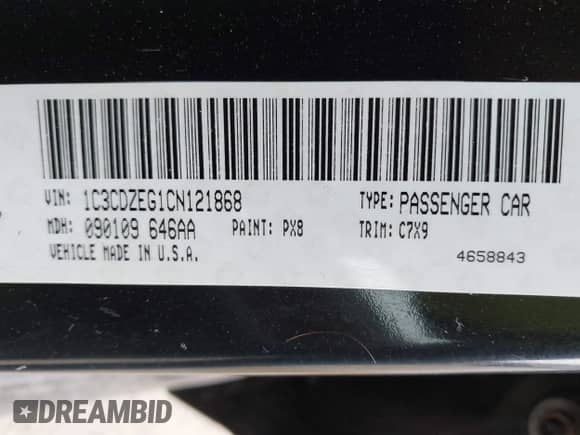 VIN: 1C3CDZEG1CN121868 TYPE: PASSENGER CAR
MDH: 090109 646AA PAINT: PX8 TRIM: C7X9
VEHICLE MADE IN U.S.A. 4658843
DREAMBID